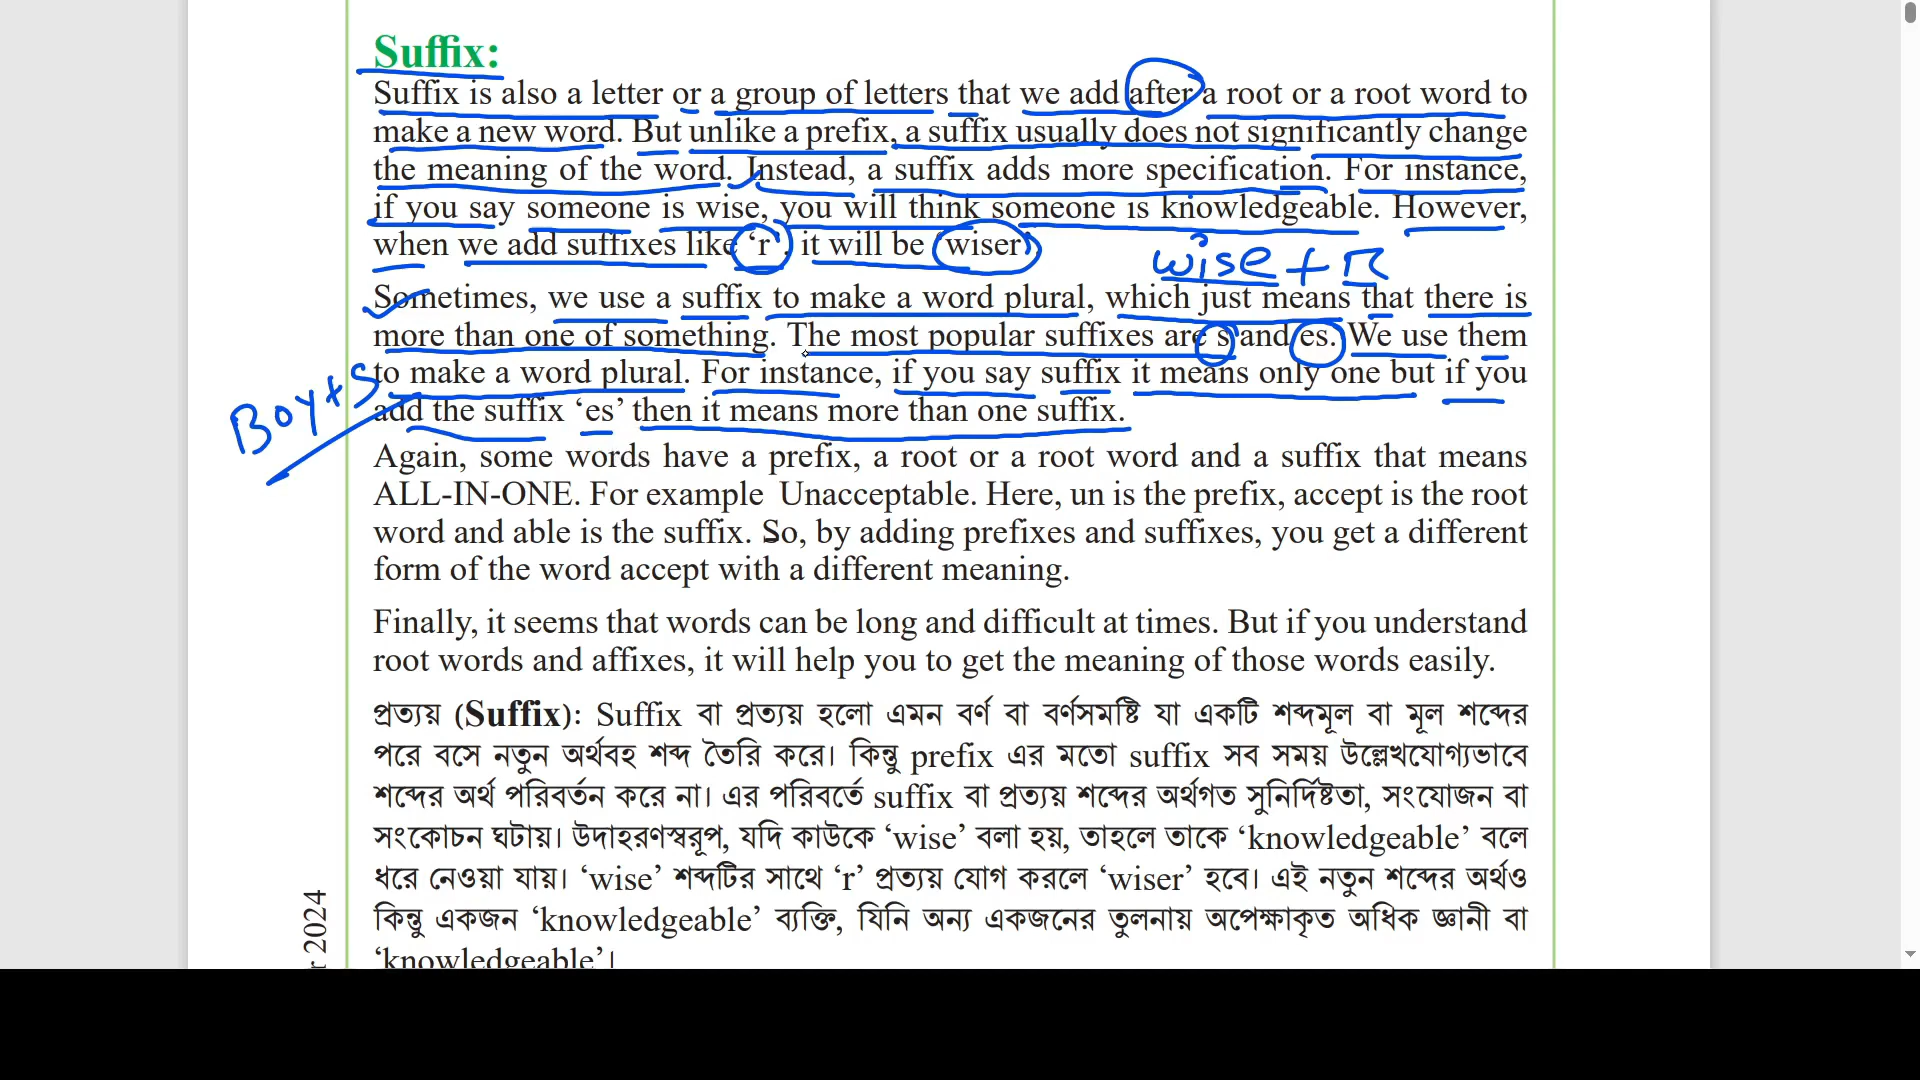 Suffix:
Suffix is also a letter or a group of letters that we add after a root or a root word to
make a new word. But unlike a prefix, a suffix usually does not significantly change
the meaning of the word. Instead, a suffix adds more specification. For instance,
if you say someone is wise, you will think someone is knowledgeable. However,
when we add suffixes like ‘r’. it will be ‘wiser’
wise + r
Sometimes, we use a suffix to make a word plural, which just means that there is
more than one of something. The most popular suffixes are s and es. We use them
to make a word plural. For instance, if you say suffix it means only one but if you
Boy+s
add the suffix ‘es’ then it means more than one suffix.
Again, some words have a prefix, a root or a root word and a suffix that means
ALL-IN-ONE. For example Unacceptable. Here, un is the prefix, accept is the root
word and able is the suffix. So, by adding prefixes and suffixes, you get a different
form of the word accept with a different meaning.
Finally, it seems that words can be long and difficult at times. But if you understand
root words and affixes, it will help you to get the meaning of those words easily.
প্রত্যয় (Suffix): Suffix বা প্রত্যয় হলো এমন বর্ণ বা বর্ণসমষ্টি যা একটি শব্দমূল বা মূল শব্দের
পরে বসে নতুন অর্থবহ শব্দ তৈরি করে। কিন্তু prefix এর মতো suffix সব সময় উল্লেখযোগ্যভাবে
শব্দের অর্থ পরিবর্তন করে না। এর পরিবর্তে suffix বা প্রত্যয় শব্দের অর্থগত সুনির্দিষ্টতা, সংযোজন বা
সংকোচন ঘটায়। উদাহরণস্বরূপ, যদি কাউকে ‘wise’ বলা হয়, তাহলে তাকে ‘knowledgeable’ বলে
ধরে নেওয়া যায়। ‘wise’ শব্দটির সাথে ‘r’ প্রত্যয় যোগ করলে ‘wiser’ হবে। এই নতুন শব্দের অর্থও
কিন্তু একজন ‘knowledgeable’ ব্যক্তি, যিনি অন্য একজনের তুলনায় অপেক্ষাকৃত অধিক জ্ঞানী বা
‘knowledgeable’।
2024